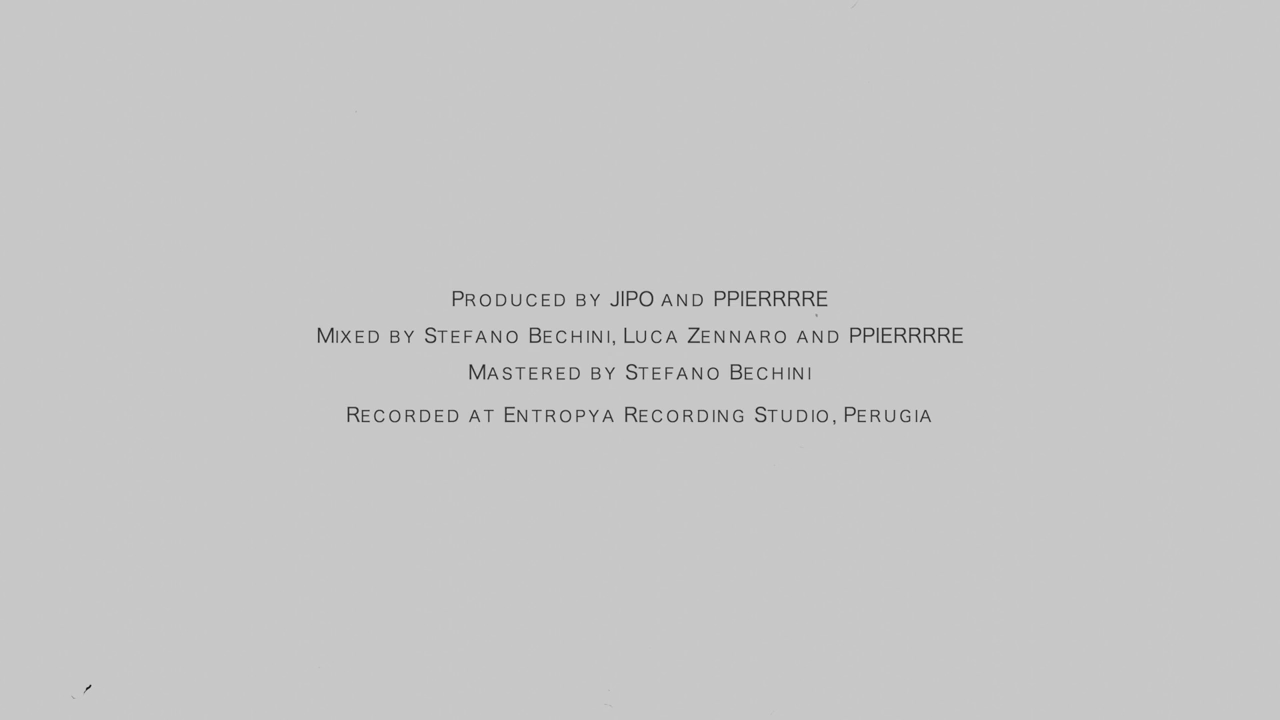 Produced by JIPO and PPIERRRRE
Mixed by Stefano Bechini, Luca Zennaro and PPIERRRRE
Mastered by Stefano Bechini
Recorded at Entropya Recording Studio, Perugia